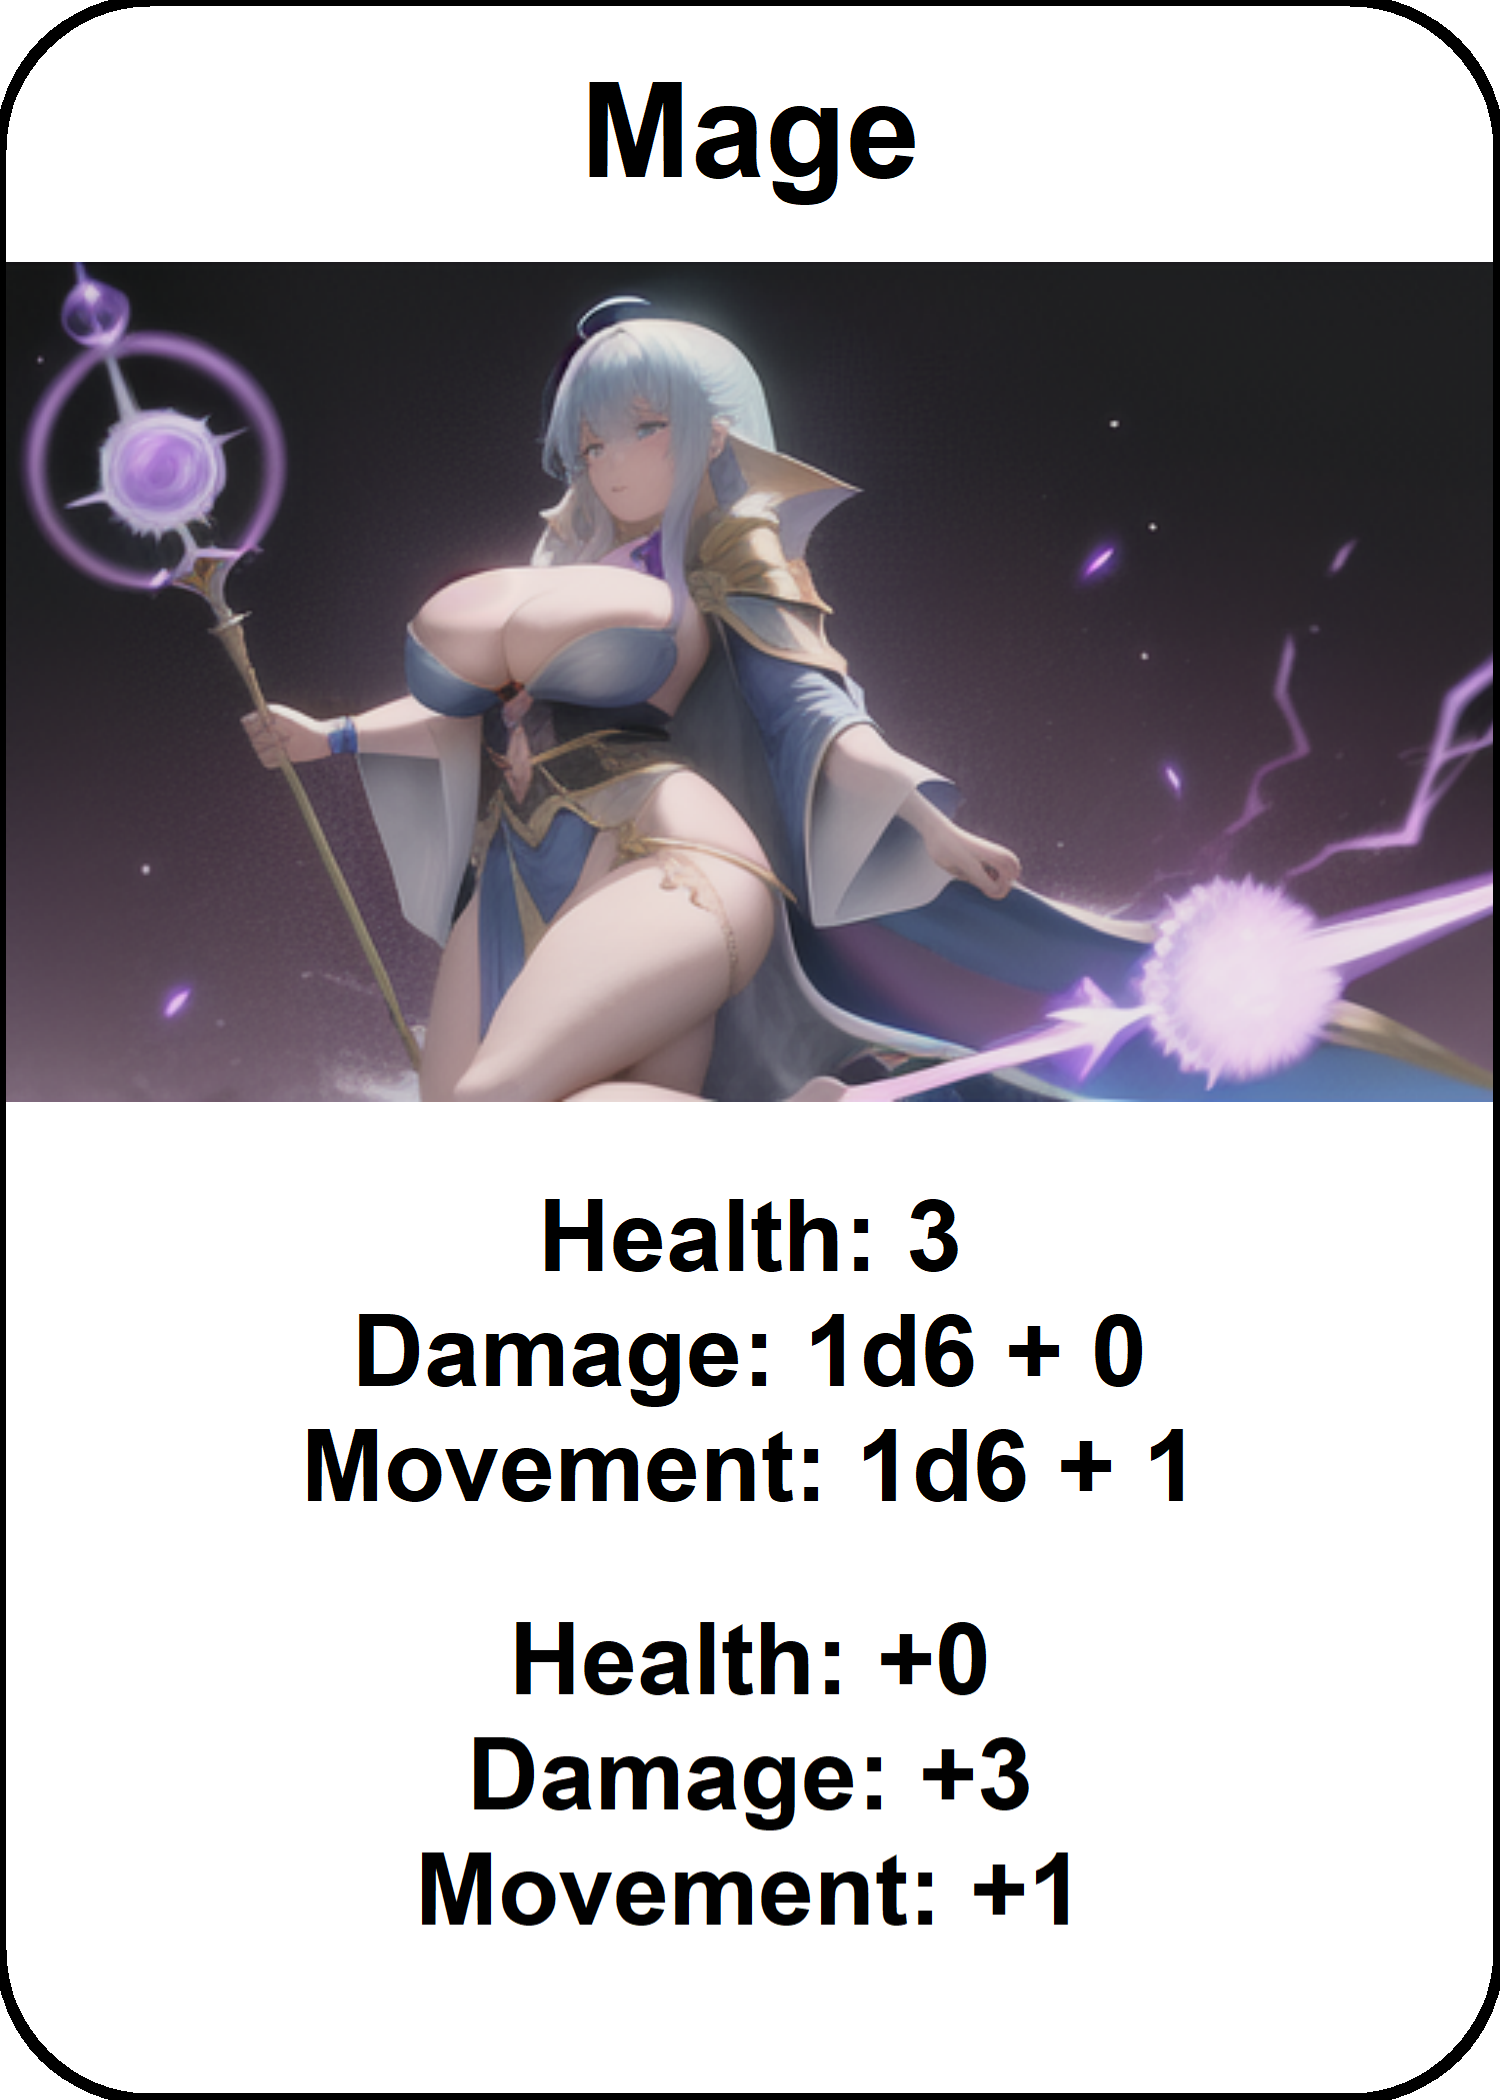 Mage
Health: 3
Damage: 1d6 + 0
Movement: 1d6 + 1
Health: +0
Damage: +3
Movement: +1